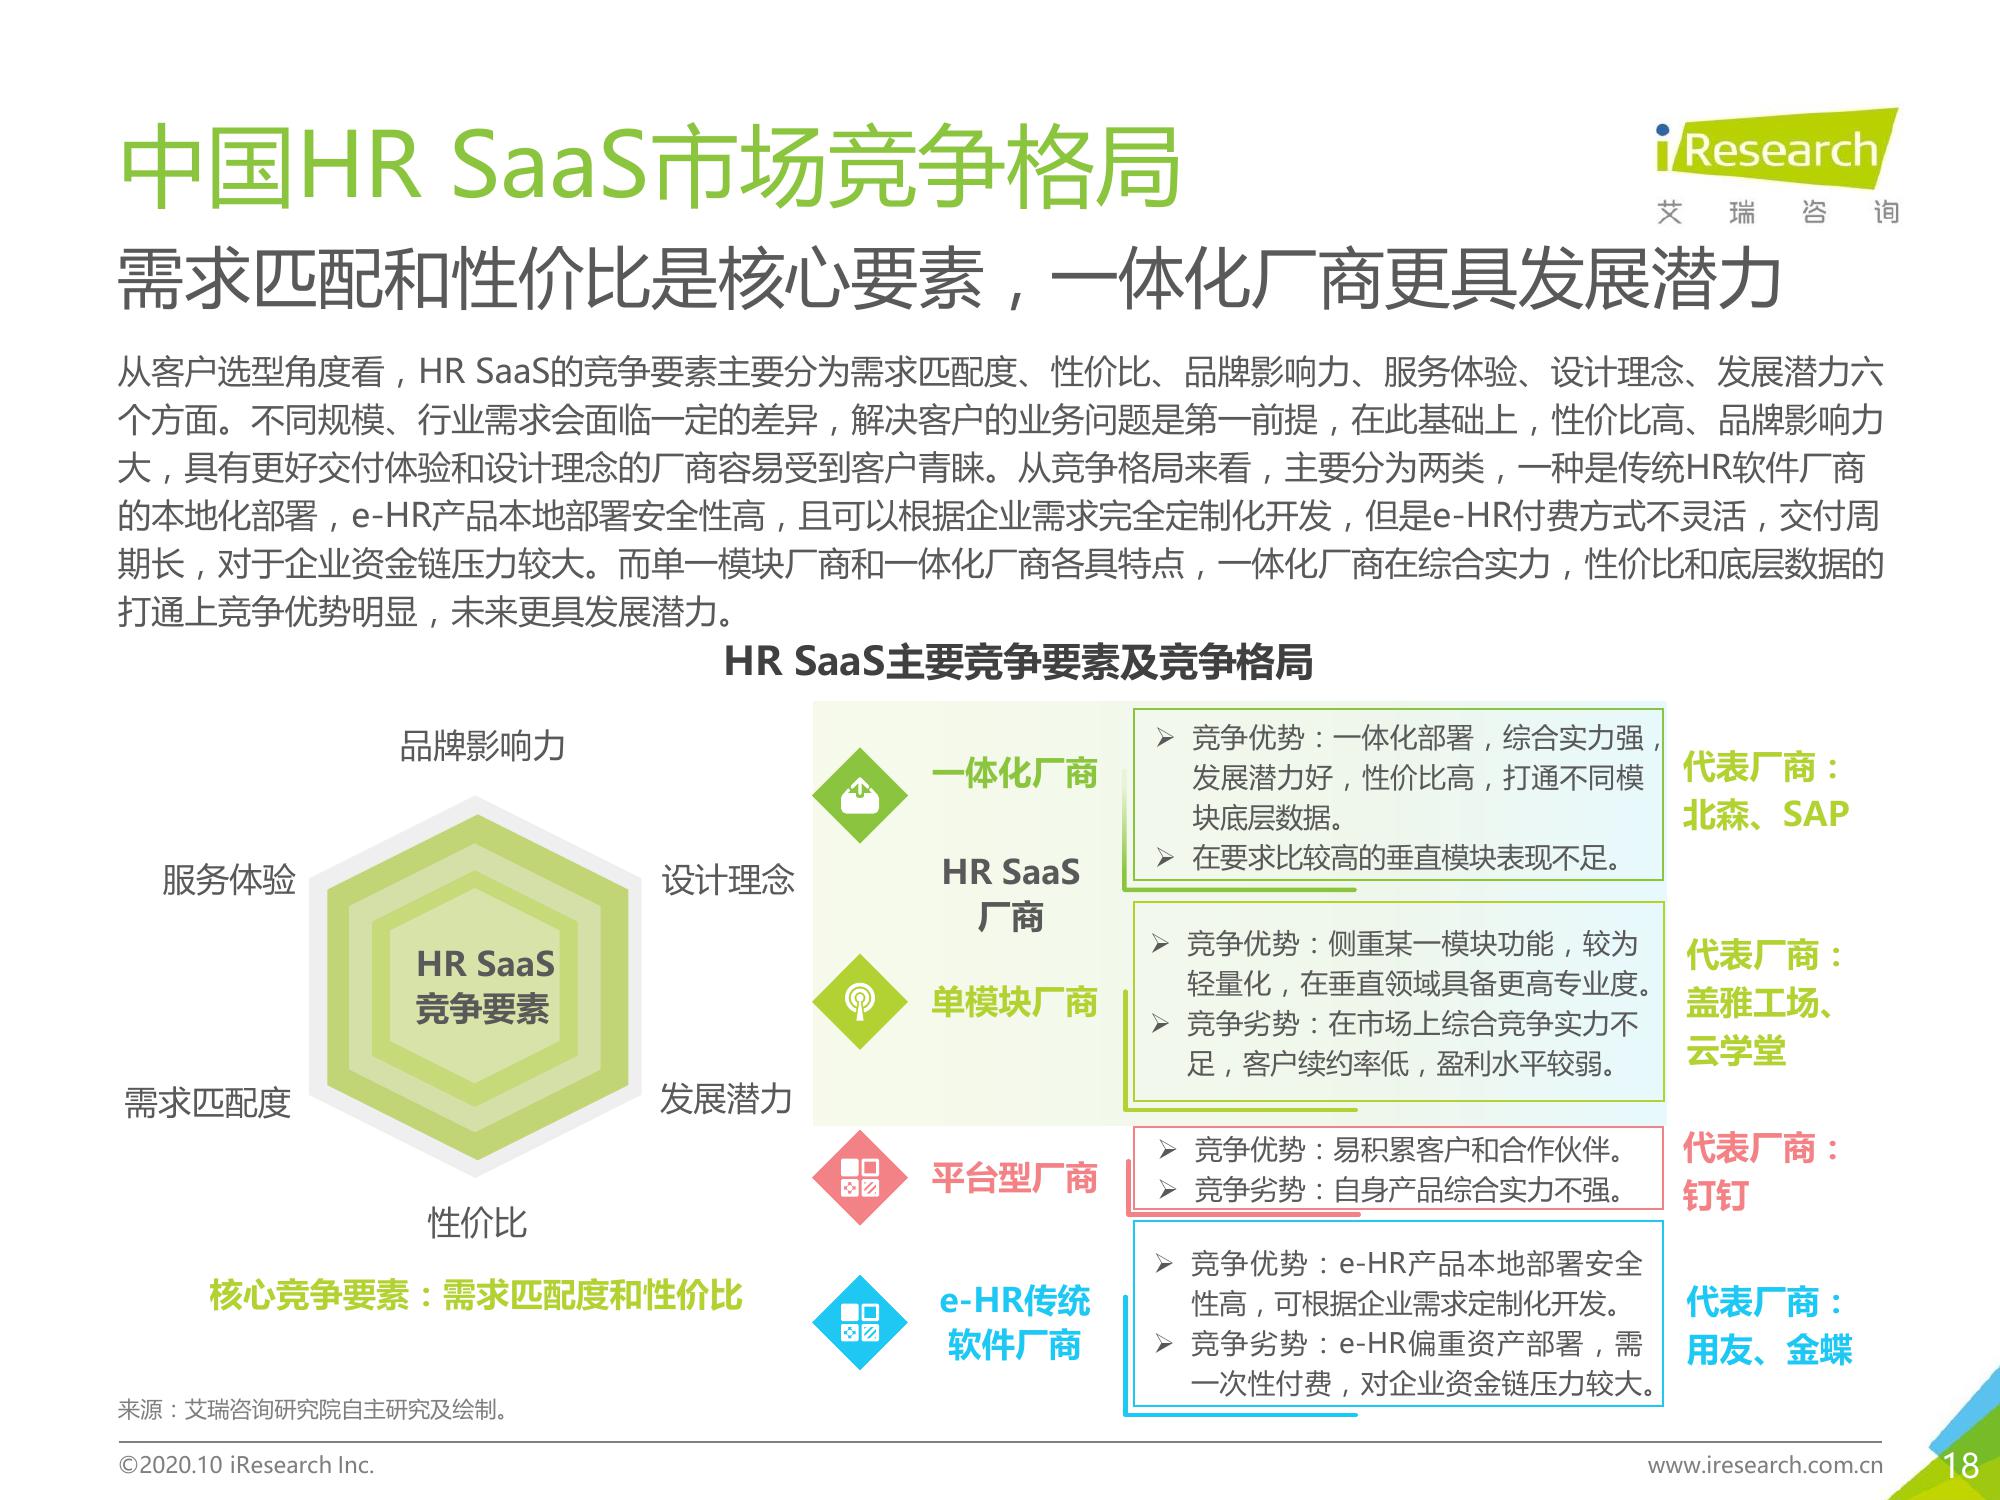 中国HR SaaS市场竞争格局
iResearch
艾瑞咨询
需求匹配和性价比是核心要素，一体化厂商更具发展潜力
从客户选型角度看，HR SaaS的竞争要素主要分为需求匹配度、性价比、品牌影响力、服务体验、设计理念、发展潜力六
个方面。不同规模、行业需求会面临一定的差异，解决客户的业务问题是第一前提，在此基础上，性价比高、品牌影响力
大，具有更好交付体验和设计理念的厂商容易受到客户青睐。从竞争格局来看，主要分为两类，一种是传统HR软件厂商
的本地化部署，e-HR产品本地部署安全性高，且可以根据企业需求完全定制化开发，但是e-HR付费方式不灵活，交付周
期长，对于企业资金链压力较大。而单一模块厂商和一体化厂商各具特点，一体化厂商在综合实力，性价比和底层数据的
打通上竞争优势明显，未来更具发展潜力。
HR SaaS主要竞争要素及竞争格局
品牌影响力
服务体验
设计理念
HR SaaS
竞争要素
需求匹配度
发展潜力
性价比
核心竞争要素：需求匹配度和性价比
一体化厂商
➢ 竞争优势：一体化部署，综合实力强，
发展潜力好，性价比高，打通不同模
块底层数据。
➢ 在要求比较高的垂直模块表现不足。
代表厂商：
北森、SAP
HR SaaS
厂商
单模块厂商
➢ 竞争优势：侧重某一模块功能，较为
轻量化，在垂直领域具备更高专业度。
➢ 竞争劣势：在市场上综合竞争实力不
足，客户续约率低，盈利水平较弱。
代表厂商：
盖雅工场、
云学堂
平台型厂商
➢ 竞争优势：易积累客户和合作伙伴。
➢ 竞争劣势：自身产品综合实力不强。
代表厂商：
钉钉
e-HR传统
软件厂商
➢ 竞争优势：e-HR产品本地部署安全
性高，可根据企业需求定制化开发。
➢ 竞争劣势：e-HR偏重资产部署，需
一次性付费，对企业资金链压力较大。
代表厂商：
用友、金蝶
来源：艾瑞咨询研究院自主研究及绘制。
©2020.10 iResearch Inc.
www.iresearch.com.cn
18